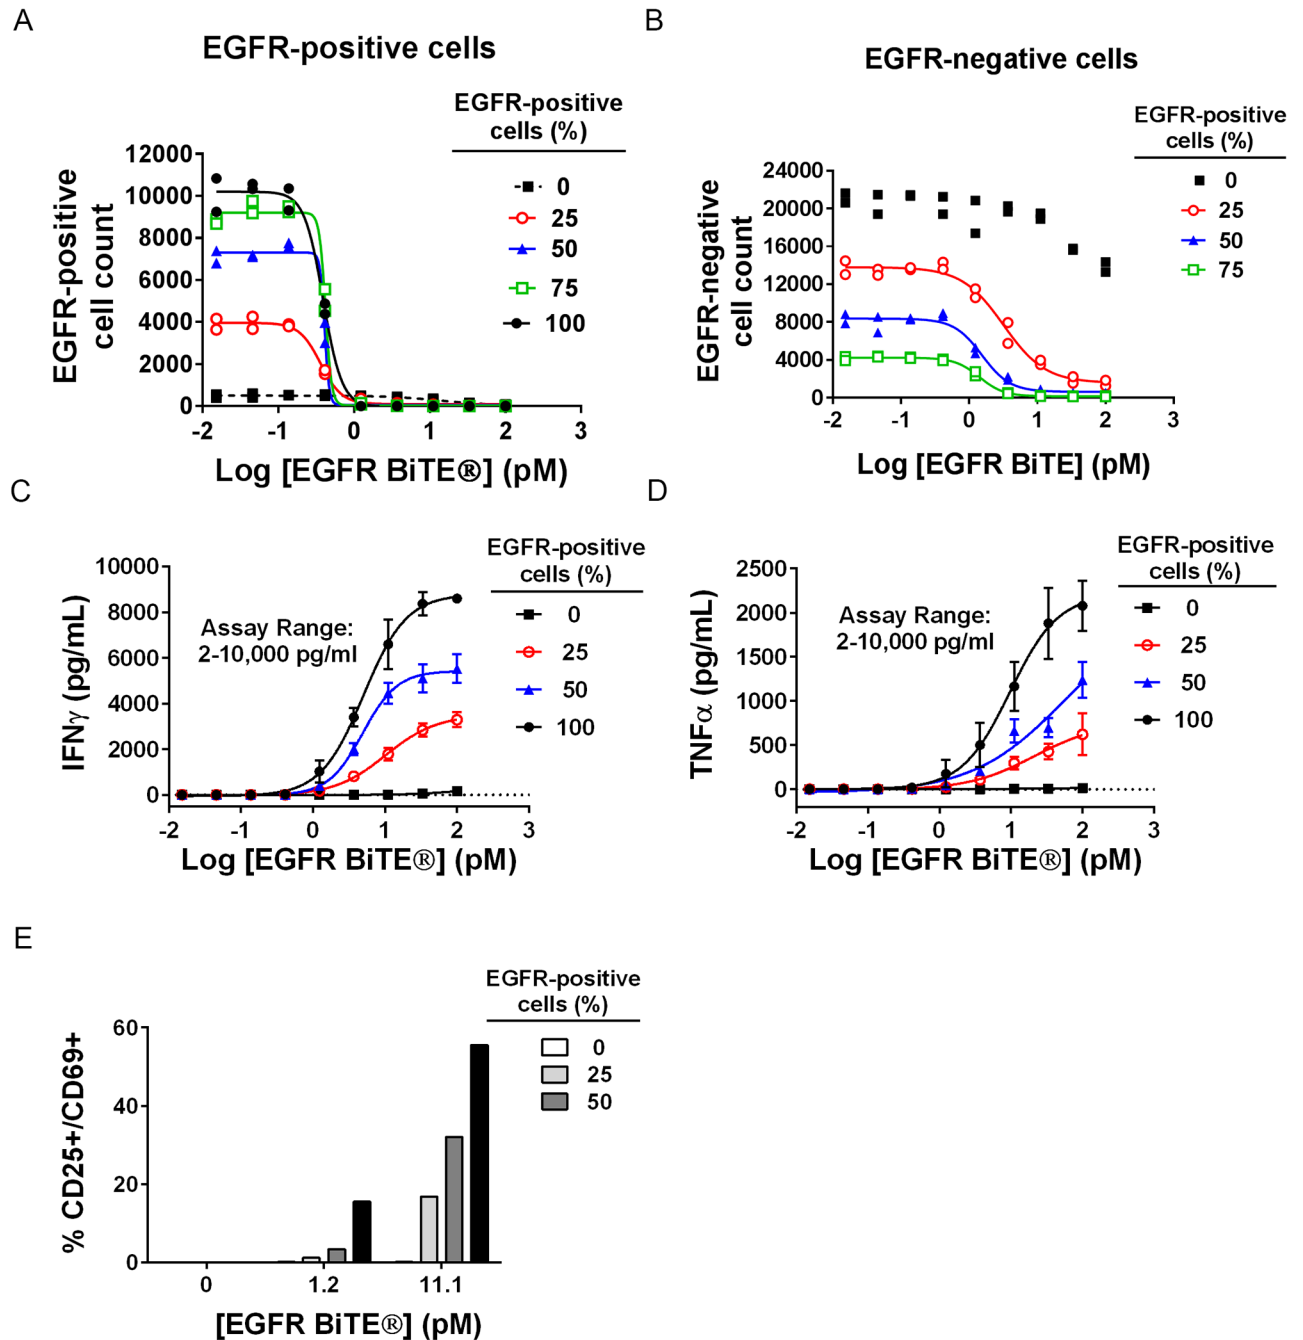 A
EGFR-positive cells
EGFR-positive
cells (%)
0
25
50
75
100
EGFR-positive
cell count
12000
10000
8000
6000
4000
2000
0
-2
-1
0
1
2
3
Log [EGFR BiTE®] (pM)
B
EGFR-negative cells
EGFR-positive
cells (%)
0
25
50
75
EGFR-negative
cell count
24000
20000
16000
12000
8000
4000
0
-2
-1
0
1
2
3
Log [EGFR BiTE] (pM)
C
EGFR-positive
cells (%)
0
25
50
100
Assay Range:
2-10,000 pg/ml
IFNγ (pg/mL)
10000
8000
6000
4000
2000
0
-2
-1
0
1
2
3
Log [EGFR BiTE®] (pM)
D
EGFR-positive
cells (%)
0
25
50
100
Assay Range:
2-10,000 pg/ml
TNFα (pg/mL)
2500
2000
1500
1000
500
0
-2
-1
0
1
2
3
Log [EGFR BiTE®] (pM)
E
EGFR-positive
cells (%)
0
25
50
% CD25+/CD69+
60
40
20
0
0
1.2
11.1
[EGFR BiTE®] (pM)